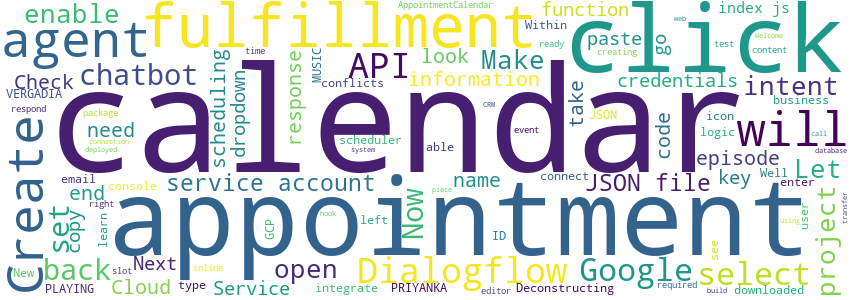 enable
fulfillment
AppointmentCalendar
click
function
index js
web
Welcome
agent
Within
paste
go
time
ready
creating
test
content
Check
chatbot
scheduling
dropdown
response
MUSIC
API
look
Make
conflicts
information
credentials
intent
VERGADIA
respond
calendar
CRM
take
JSON
code
icon
business
package
need
scheduler
event
logic
will
call
connection
deployed
system
able
episode
database
Create
email
end
service account
name
connect
JSON file
key
Well
enter
Let
console
set
copy
learn
right
appointment
Now
left
ID
see
user
project
transfer
GCP
hook
piece
using
back
Next
open
Dialogflow
Google
select
New
slot
inline
integrate
required
PLAYING
Cloud
type
Service
PRIYANKA
editor
Deconstructing
build
downloaded